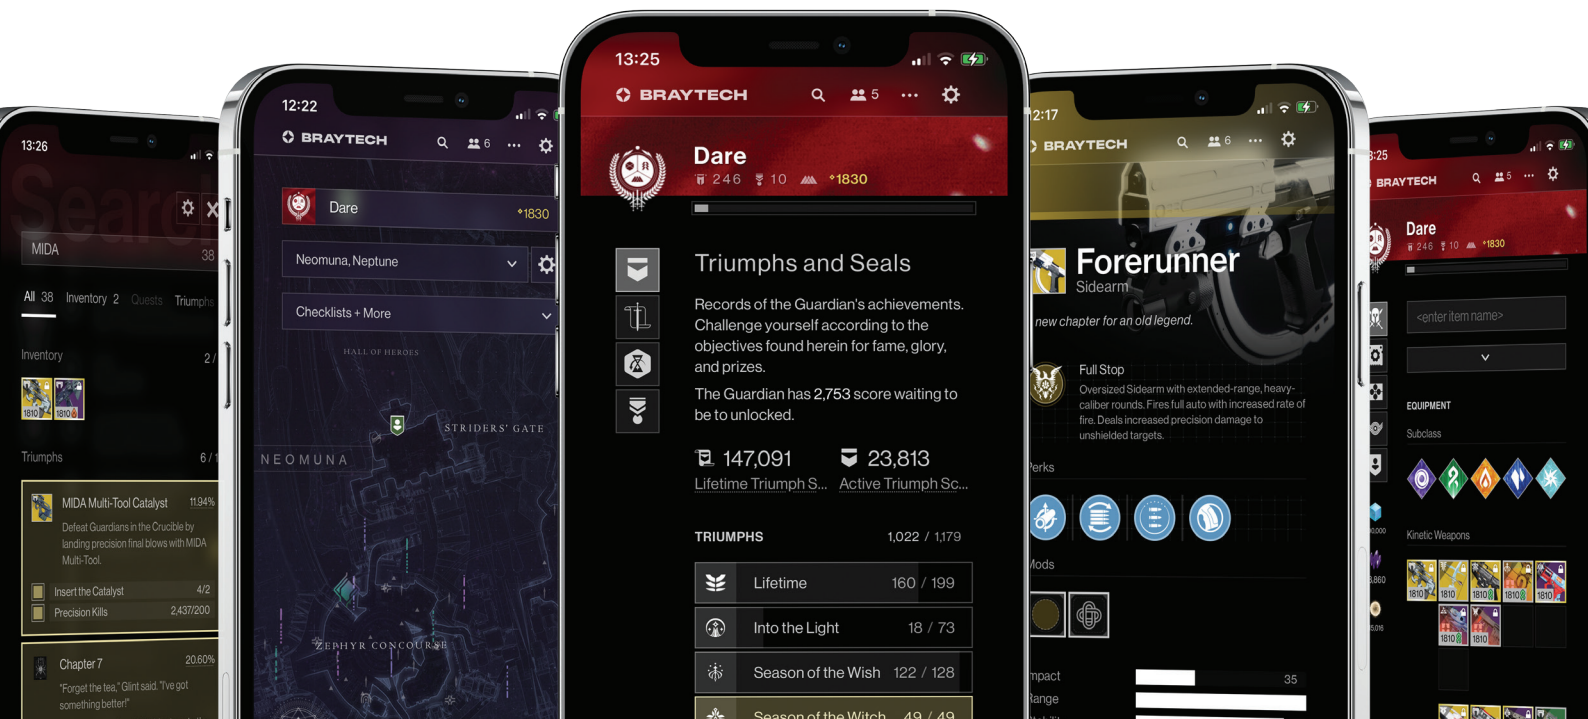 13:26
Search
MIDA 38
All 38 Inventory 2 Quests Triumphs
Inventory 2/
1810 1810
Triumphs 6/1
MIDA Multi-Tool Catalyst 11.94%
Defeat Guardians in the Crucible by
landing precision final blows with MIDA
Multi-Tool.
Insert the Catalyst 4/2
Precision Kills 2,437/200
Chapter 7 20.60%
"Forget the tea," Glint said. "I've got
something better!"
12:22
BRAYTECH 6
Dare 1830
Neomuna, Neptune
Checklists + More
HALL OF HEROES
STRIDERS' GATE
NEOMUNA
ZEPHYR CONCOURSE
13:25
BRAYTECH 5
Dare
246 10 1830
Triumphs and Seals
Records of the Guardian's achievements.
Challenge yourself according to the
objectives found herein for fame, glory,
and prizes.
The Guardian has 2,753 score waiting to
be to unlocked.
147,091 23,813
Lifetime Triumph S... Active Triumph Sc...
TRIUMPHS 1,022 / 1,179
Lifetime 160 / 199
Into the Light 18 / 73
Season of the Wish 122 / 128
Season of the Witch 49 / 49
2:17
BRAYTECH 6
Forerunner
Sidearm
new chapter for an old legend.
Full Stop
Oversized Sidearm with extended-range, heavy-
caliber rounds. Fires full auto with increased rate of
fire. Deals increased precision damage to
unshielded targets.
Perks
Mods
mpact 35
Range
3:25
BRAYTECH 5
Dare
246 10 1830
<enter item name>
EQUIPMENT
Subclass
Kinetic Weapons
1810 1810 1810 1810 1810
1810 1810